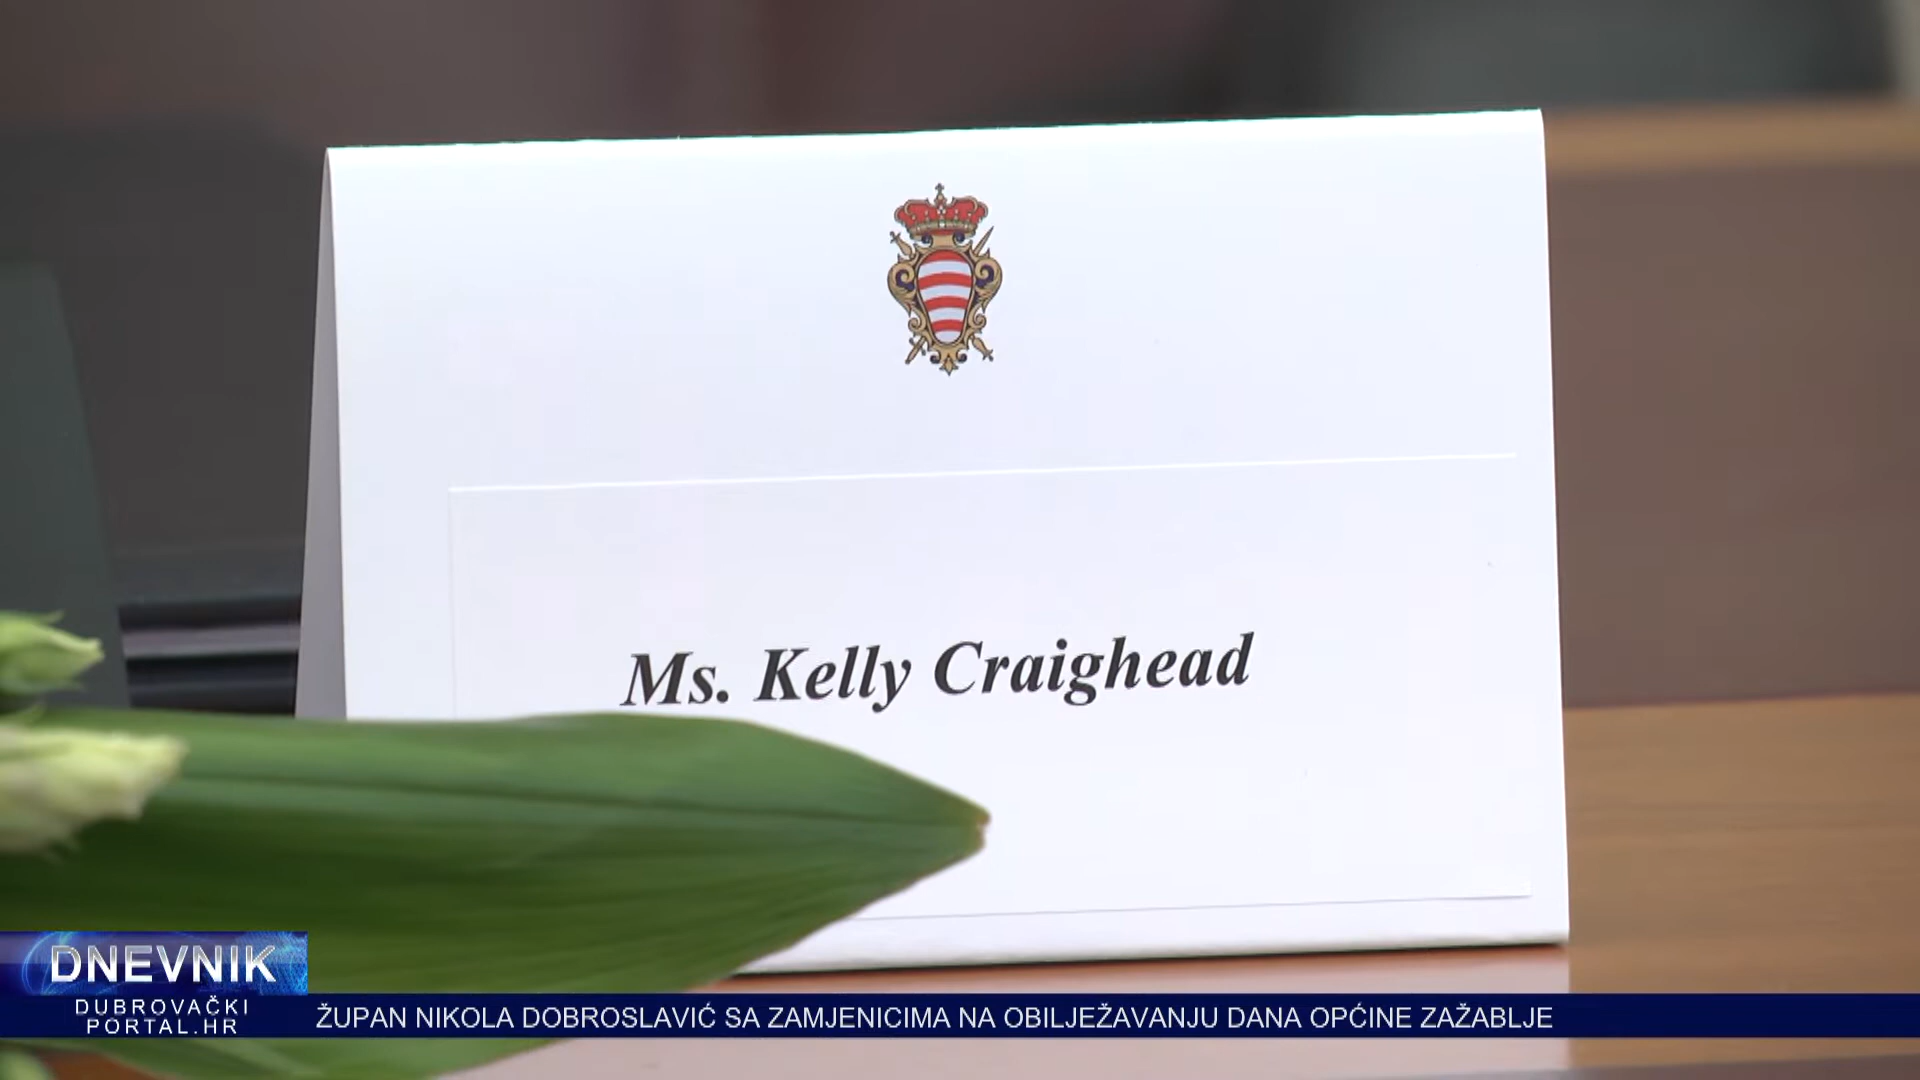 Ms. Kelly Craighead
DNEVNIK
DUBROVAČKI
PORTAL.HR
ŽUPAN NIKOLA DOBROSLAVIĆ SA ZAMJENICIMA NA OBILJEŽAVANJU DANA OPĆINE ZAŽABLJE